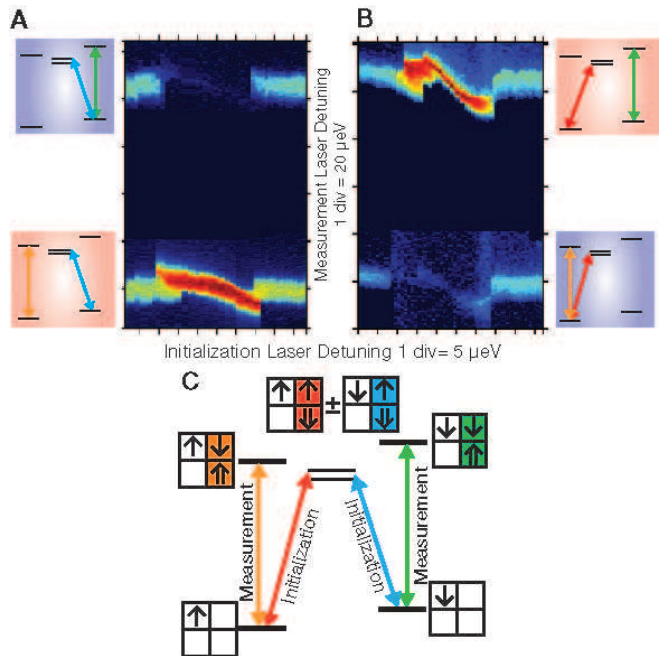 A
B
Measurement Laser Detuning
1 div = 20 µeV
Initialization Laser Detuning 1 div= 5 µeV
C
±
Measurement
Initialization
Initialization
Measurement